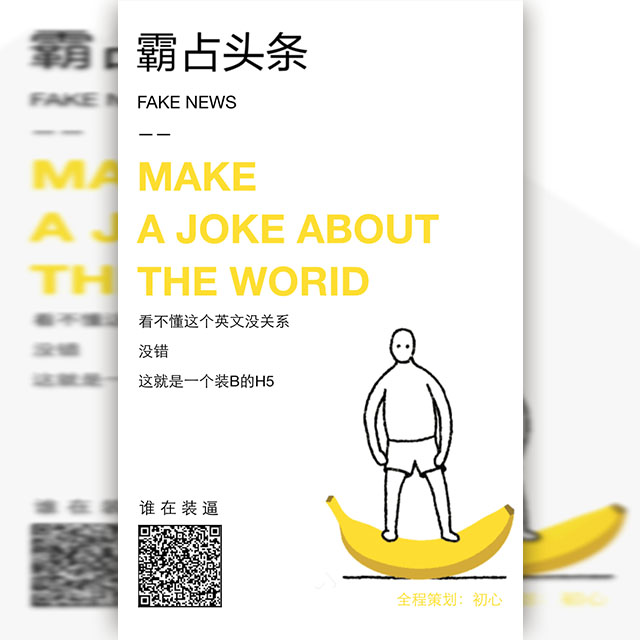 霸占头条
FAKE NEWS
——
MAKE
A JOKE ABOUT
THE WORID
看不懂这个英文没关系
没错
这就是一个装B的H5
谁在装逼
全程策划：初心